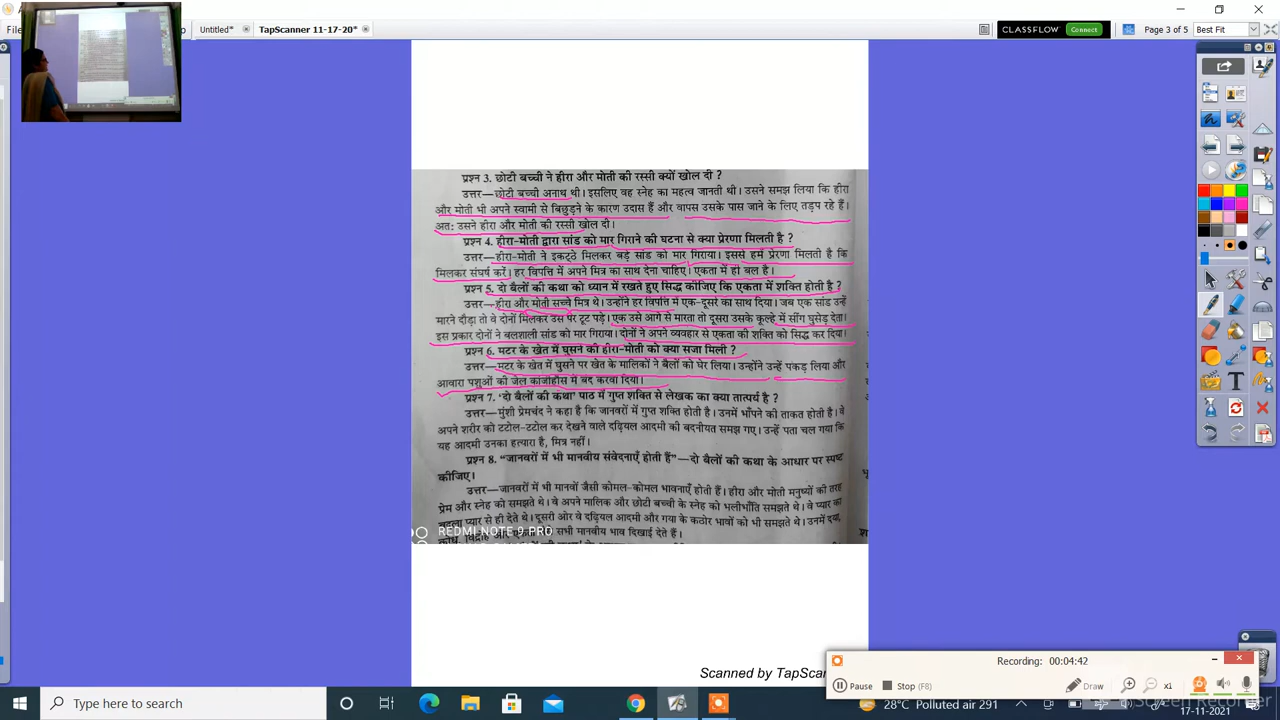 Untitled*
TapScanner 11-17-20*
CLASSFLOW Connect
Page 3 of 5
Best Fit
प्रश्न 3. छोटी बच्ची ने हीरा और मोती की रस्सी क्यों खोल दी ?
उत्तर—छोटी बच्ची अनाथ थी। इसलिए वह स्नेह का महत्व जानती थी। उसने समझ लिया कि हीरा
और मोती भी अपने स्वामी से बिछुड़ने के कारण उदास हैं और वापस उसके पास जाने के लिए तड़प रहे हैं।
अतः उसने हीरा और मोती की रस्सी खोल दी।
प्रश्न 4. हीरा-मोती द्वारा सांड को मार गिराने की घटना से क्या प्रेरणा मिलती है ?
उत्तर—हीरा-मोती ने इकट्ठे मिलकर बड़े सांड को मार गिराया। इससे हमें प्रेरणा मिलती है कि
मिलकर संघर्ष करें। हर विपत्ति में अपने मित्र का साथ देना चाहिए। एकता में ही बल है।
प्रश्न 5. दो बैलों की कथा को ध्यान में रखते हुए सिद्ध कीजिए कि एकता में शक्ति होती है ?
उत्तर—हीरा और मोती सच्चे मित्र थे। उन्होंने हर विपत्ति में एक-दूसरे का साथ दिया। जब एक सांड उन्हें
मारने दौड़ा तो वे दोनों मिलकर उस पर टूट पड़े। एक उसे आगे से मारता तो दूसरा उसके कूल्हे में सींग घुसेड़ देता।
इस प्रकार दोनों ने बलशाली सांड को मार गिराया। दोनों ने अपने व्यवहार से एकता की शक्ति को सिद्ध कर दिया।
प्रश्न 6. मटर के खेत में घुसने की हीरा-मोती को क्या सजा मिली ?
उत्तर—मटर के खेत में घुसने पर खेत के मालिकों ने बैलों को घेर लिया। उन्होंने उन्हें पकड़ लिया और
आवारा पशुओं की जेल कांजीहौस में बंद करवा दिया।
प्रश्न 7. 'दो बैलों की कथा' पाठ में गुप्त शक्ति से लेखक का क्या तात्पर्य है ?
उत्तर—मुंशी प्रेमचंद ने कहा है कि जानवरों में गुप्त शक्ति होती है। उनमें भाँपने की ताकत होती है। वे
अपने शरीर को टटोल-टटोल कर देखने वाले दढ़ियल आदमी की बदनीयत समझ गए। उन्हें पता चल गया कि
यह आदमी उनका हत्यारा है, मित्र नहीं।
प्रश्न 8. "जानवरों में भी मानवीय संवेदनाएँ होती हैं"—दो बैलों की कथा के आधार पर स्पष्ट
कीजिए।
उत्तर—जानवरों में भी मानवों जैसी कोमल-कोमल भावनाएँ होती हैं। हीरा और मोती मनुष्यों की तरह
प्रेम और स्नेह को समझते थे। वे अपने मालिक और छोटी बच्ची के स्नेह को भलीभाँति समझते थे। वे प्यार का
बदला प्यार से ही देते थे। दूसरी ओर वे दढ़ियल आदमी और गया के कठोर भावों को भी समझते थे। उनमें दया,
सभी मानवीय भाव दिखाई देते हैं।
REDMI NOTE 9 PRO
Scanned by TapScan
Recording: 00:04:42
Pause
Stop (F8)
Draw
x1
Type here to search
28°C Polluted air 291
17-11-2021
Screen Recorder